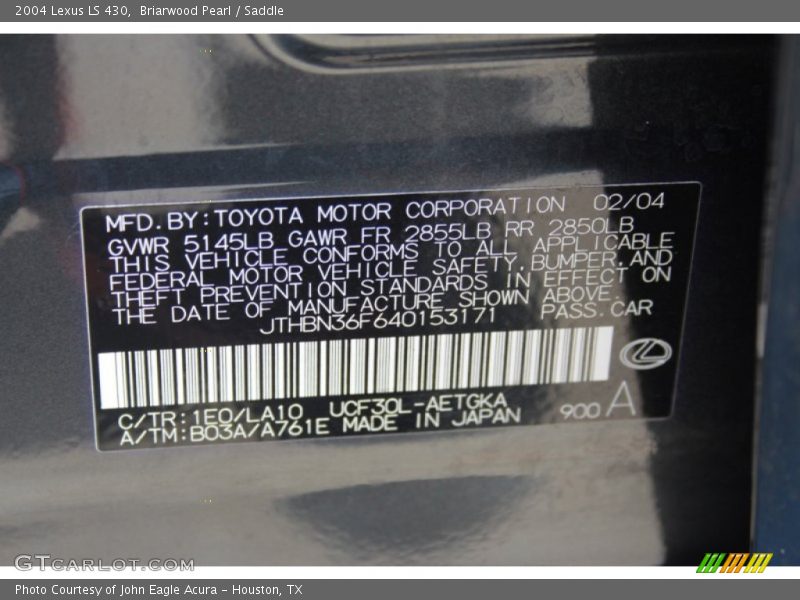 2004 Lexus LS 430, Briarwood Pearl / Saddle
MFD.BY:TOYOTA MOTOR CORPORATION 02/04
GVWR 5145LB GAWR FR 2855LB RR 2850LB
THIS VEHICLE CONFORMS TO ALL APPLICABLE
FEDERAL MOTOR VEHICLE SAFETY,BUMPER,AND
THEFT PREVENTION STANDARDS IN EFFECT ON
THE DATE OF MANUFACTURE SHOWN ABOVE.
JTHBN36F640153171 PASS.CAR
C/TR:1E0/LA10 UCF30L-AETGKA
A/TM:B03A/A761E MADE IN JAPAN 900 A
GTCARLOT.COM
Photo Courtesy of John Eagle Acura - Houston, TX